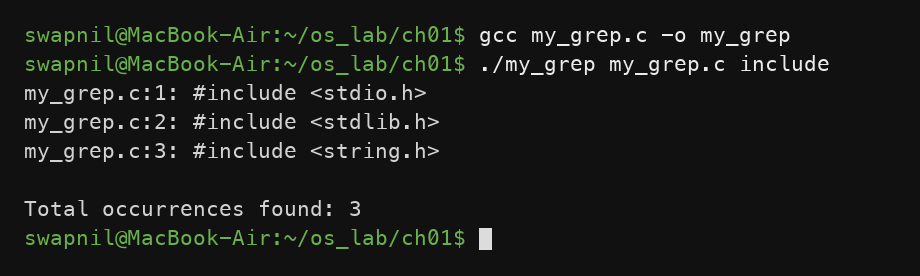 swapnil@MacBook-Air:~/os_lab/ch01$ gcc my_grep.c -o my_grep
swapnil@MacBook-Air:~/os_lab/ch01$ ./my_grep my_grep.c include
my_grep.c:1: #include <stdio.h>
my_grep.c:2: #include <stdlib.h>
my_grep.c:3: #include <string.h>
Total occurrences found: 3
swapnil@MacBook-Air:~/os_lab/ch01$